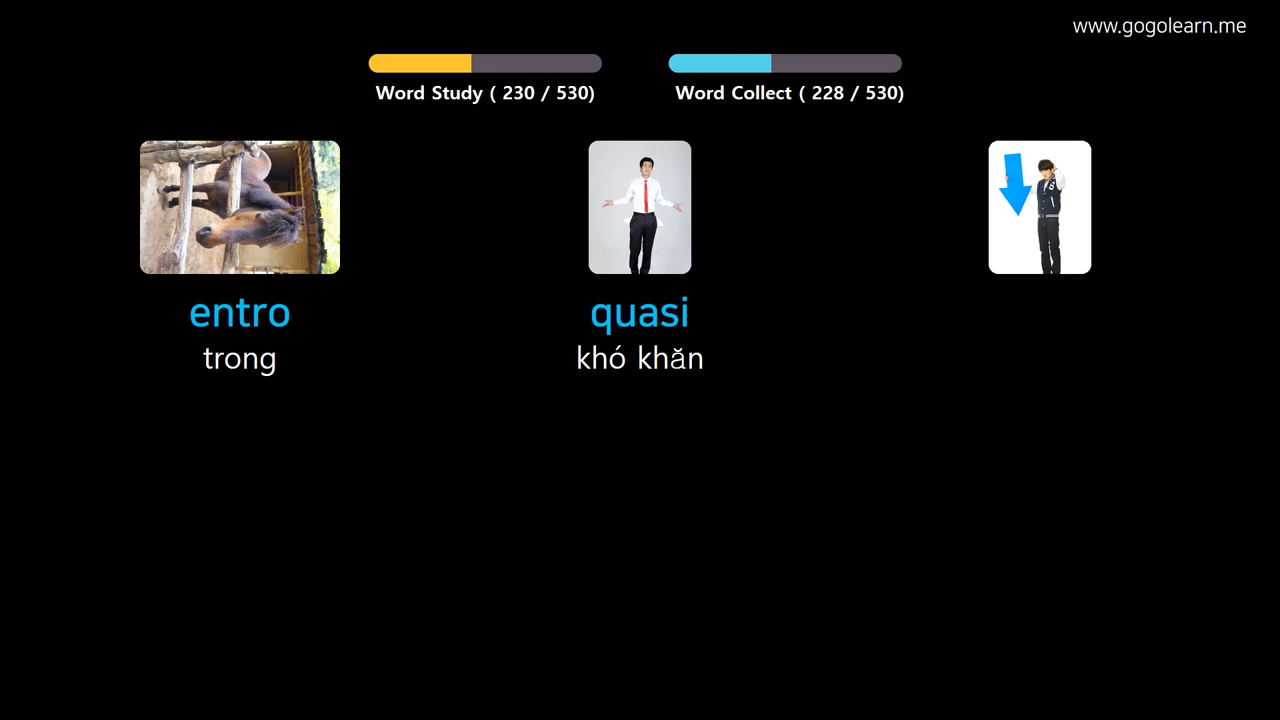 www.gogolearn.me
Word Study ( 230 / 530)
Word Collect ( 228 / 530)
entro
quasi
trong
khó khăn